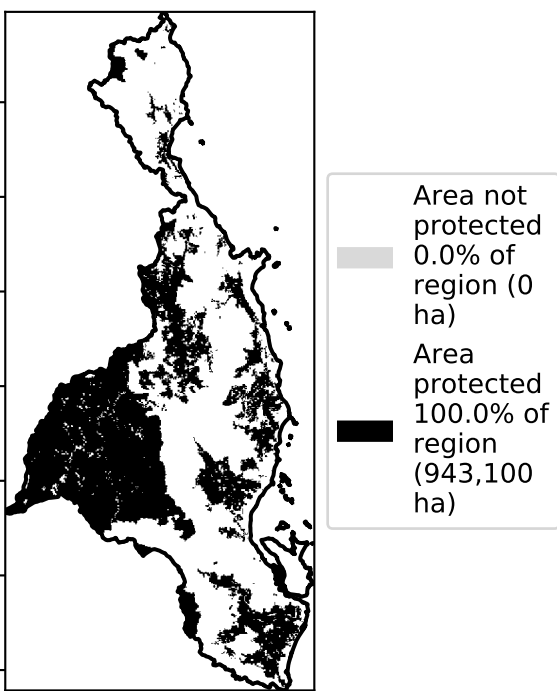 Area not
protected
0.0% of
region (0
ha)
Area
protected
100.0% of
region
(943,100
ha)